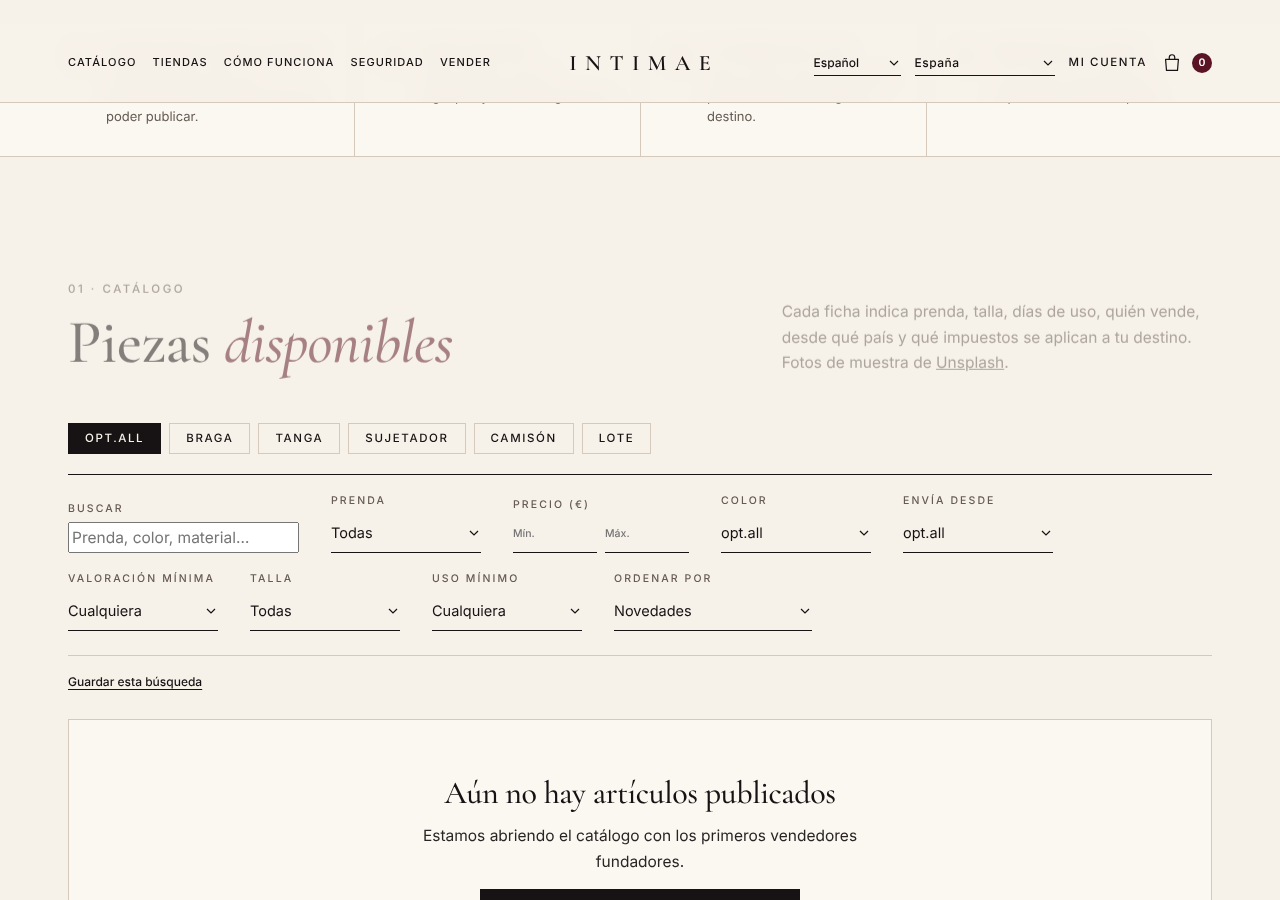 CATÁLOGO TIENDAS CÓMO FUNCIONA SEGURIDAD VENDER INTIMAE Español España MI CUENTA 0
poder publicar.
destino.
01 · CATÁLOGO
Piezas disponibles
Cada ficha indica prenda, talla, días de uso, quién vende,
desde qué país y qué impuestos se aplican a tu destino.
Fotos de muestra de Unsplash.
OPT.ALL BRAGA TANGA SUJETADOR CAMISÓN LOTE
BUSCAR PRENDA PRECIO (€) COLOR ENVÍA DESDE
Prenda, color, material... Todas Mín. Máx. opt.all opt.all
VALORACIÓN MÍNIMA TALLA USO MÍNIMO ORDENAR POR
Cualquiera Todas Cualquiera Novedades
Guardar esta búsqueda
Aún no hay artículos publicados
Estamos abriendo el catálogo con los primeros vendedores
fundadores.